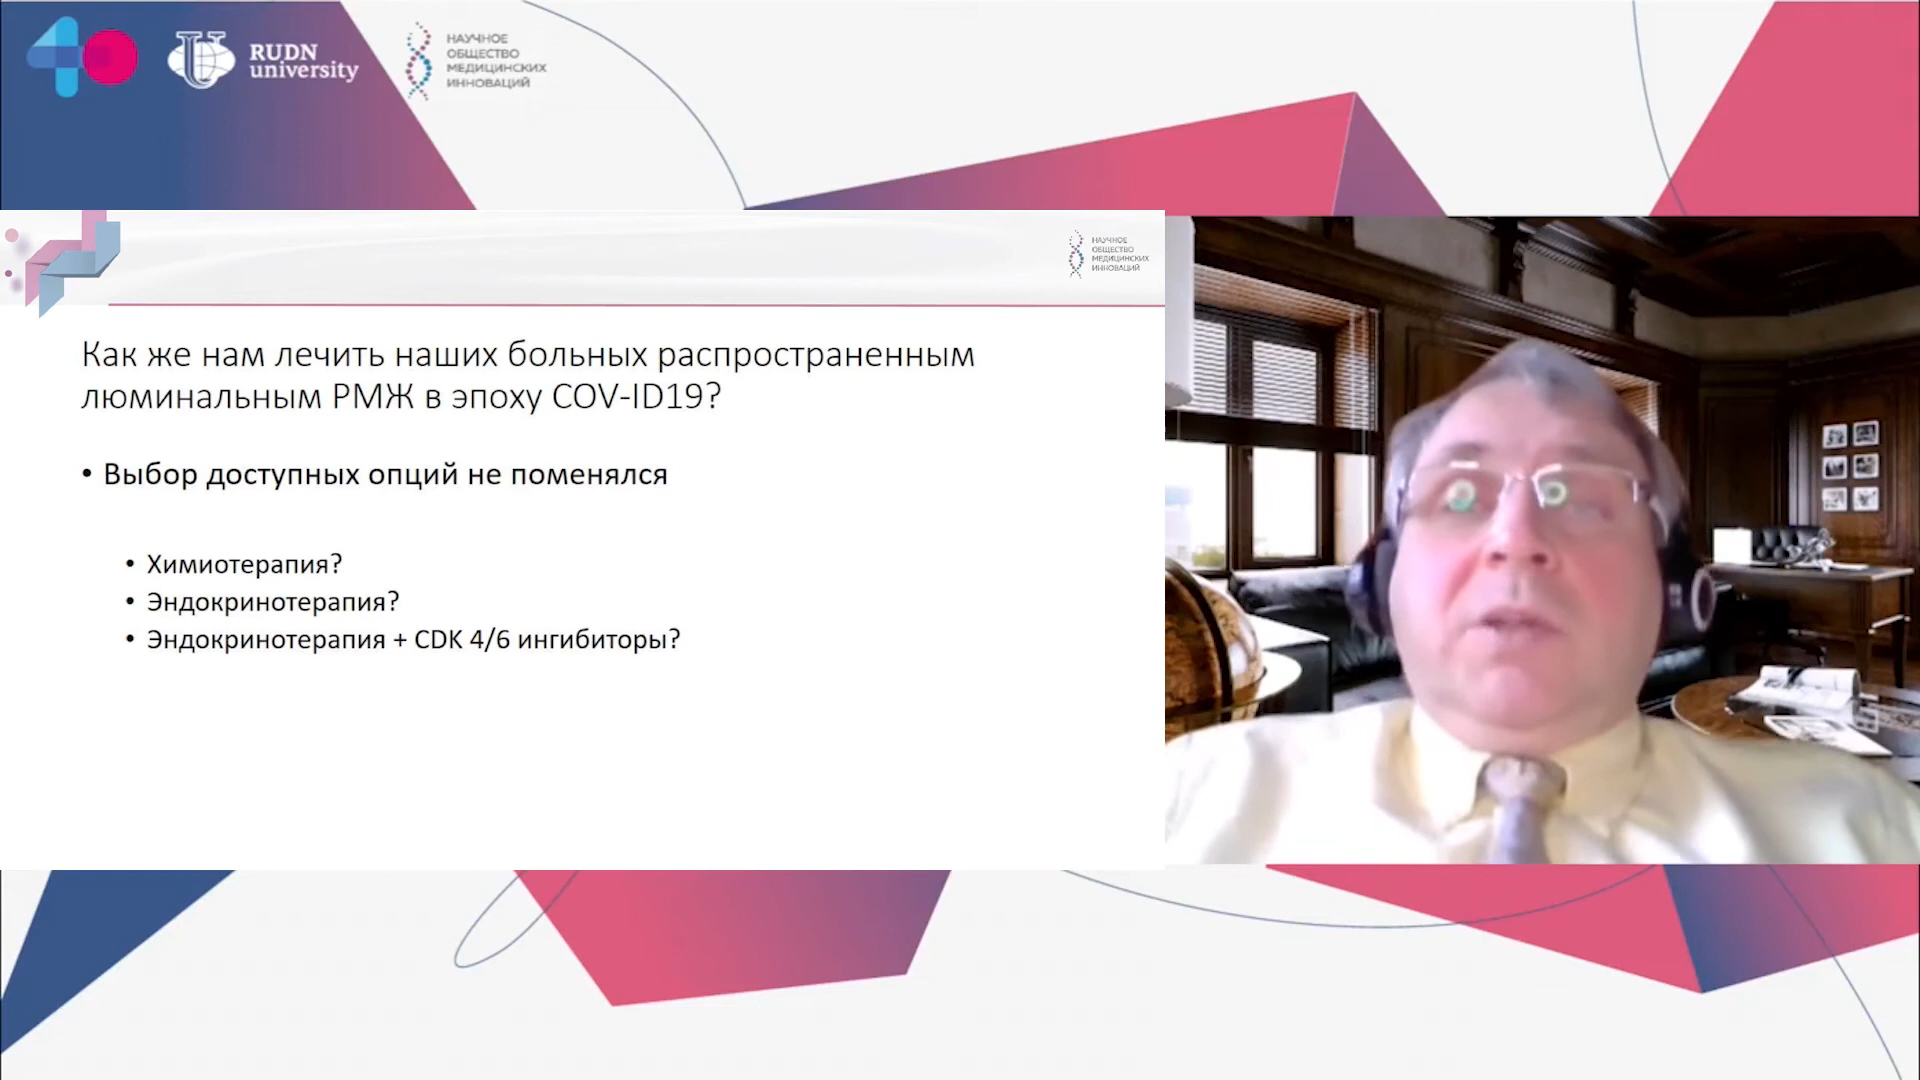 RUDN
university
НАУЧНОЕ
ОБЩЕСТВО
МЕДИЦИНСКИХ
ИННОВАЦИЙ
НАУЧНОЕ
ОБЩЕСТВО
МЕДИЦИНСКИХ
ИННОВАЦИЙ
Как же нам лечить наших больных распространенным
люминальным РМЖ в эпоху COV-ID19?
• Выбор доступных опций не поменялся
• Химиотерапия?
• Эндокринотерапия?
• Эндокринотерапия + CDK 4/6 ингибиторы?